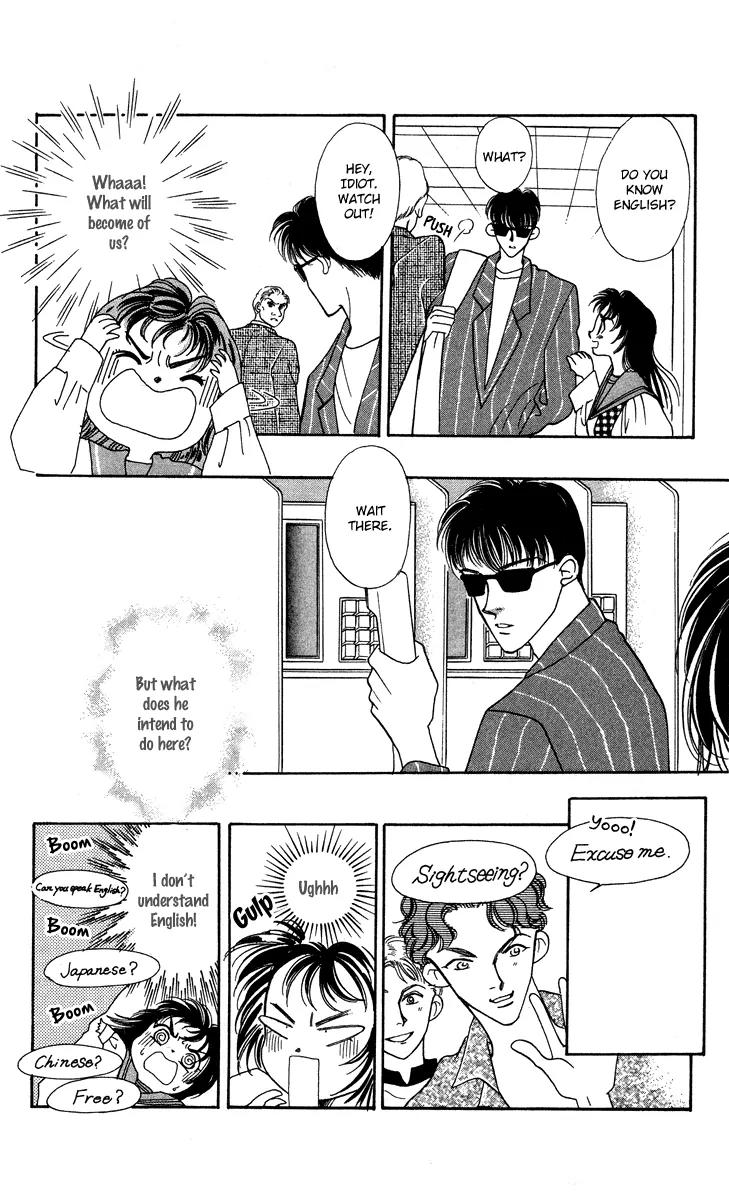 DO YOU
KNOW
ENGLISH?
WHAT?
PUSH
HEY,
IDIOT.
WATCH
OUT!
Whaaa!
What will
become of
us?
WAIT
THERE.
But what
does he
intend to
do here?
Yooo!
Excuse me.
Sightseeing?
Ughhh
Gulp
I don't
understand
English!
Boom
Can you speak English?
Boom
Japanese?
Boom
Chinese?
Free?